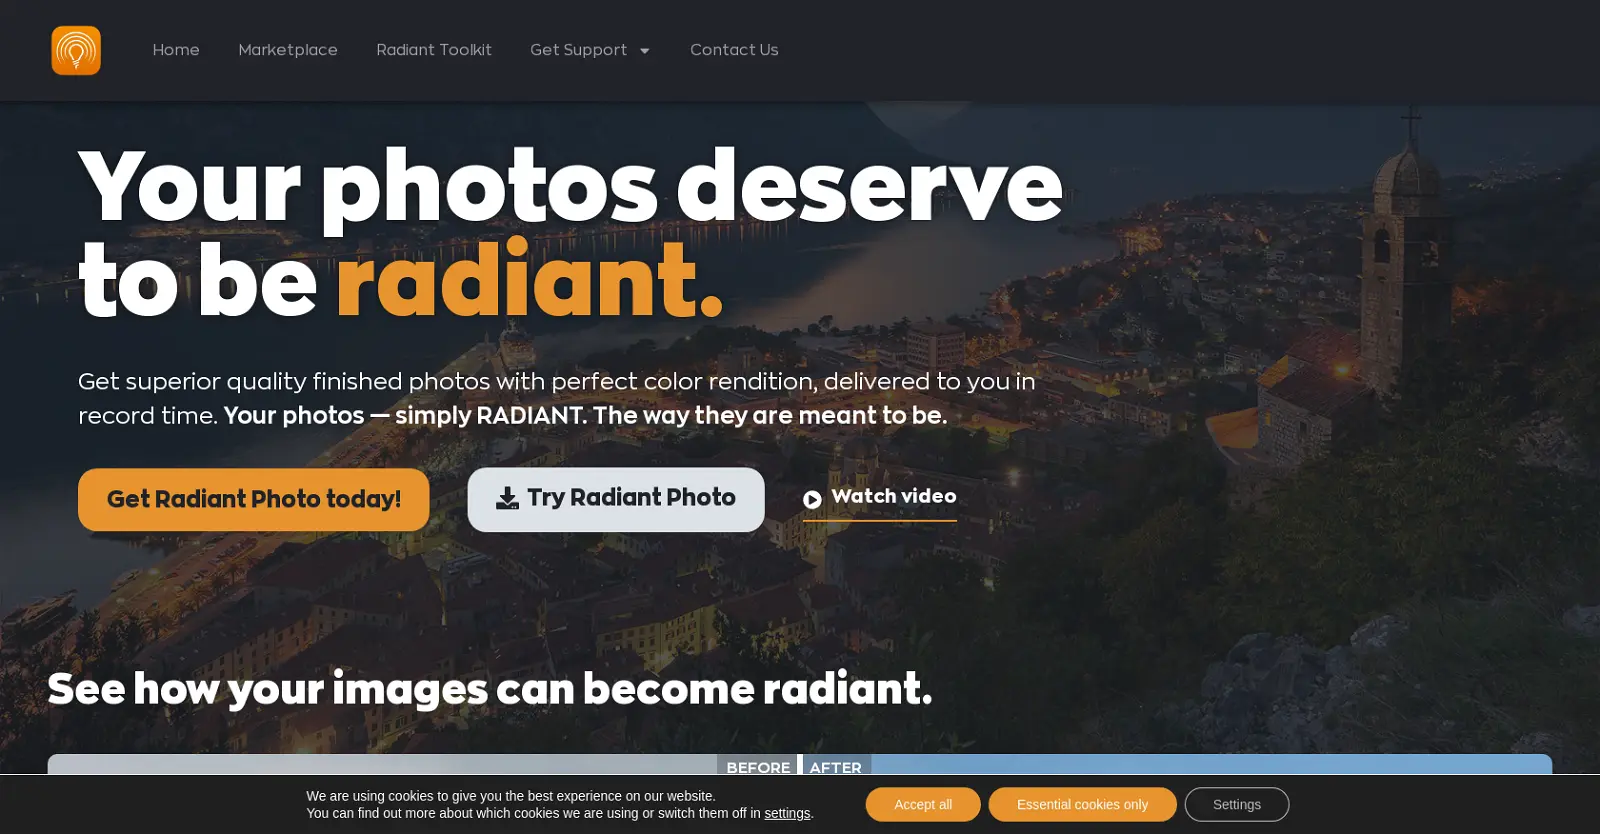 Home
Marketplace
Radiant Toolkit
Get Support
Contact Us
Your photos deserve
to be radiant.
Get superior quality finished photos with perfect color rendition, delivered to you in
record time. Your photos — simply RADIANT. The way they are meant to be.
Get Radiant Photo today!
Try Radiant Photo
Watch video
See how your images can become radiant.
BEFORE
AFTER
We are using cookies to give you the best experience on our website.
You can find out more about which cookies we are using or switch them off in settings.
Accept all
Essential cookies only
Settings